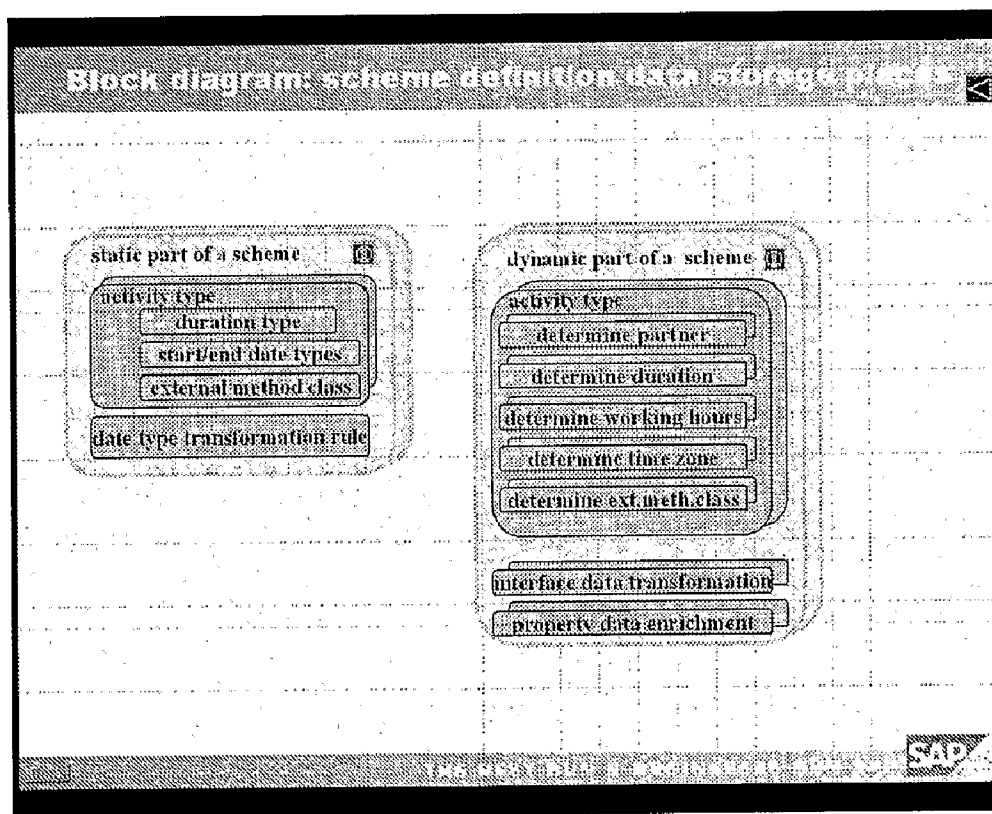 Block diagram: scheme definition data storage places
static part of a scheme
activity type
duration type
start/end date types
external method class
date type transformation rule
dynamic part of a scheme
activity type
determine partner
determine duration
determine working hours
determine time zone
determine ext.meth.class
interface data transformation
property data enrichment
SAP